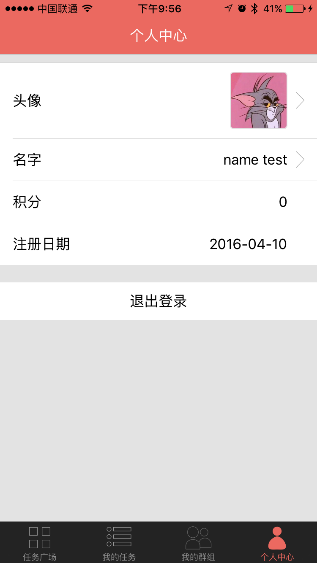 中国联通 下午9:56 41%
个人中心
头像
名字 name test
积分 0
注册日期 2016-04-10
退出登录
任务广场 我的任务 我的群组 个人中心